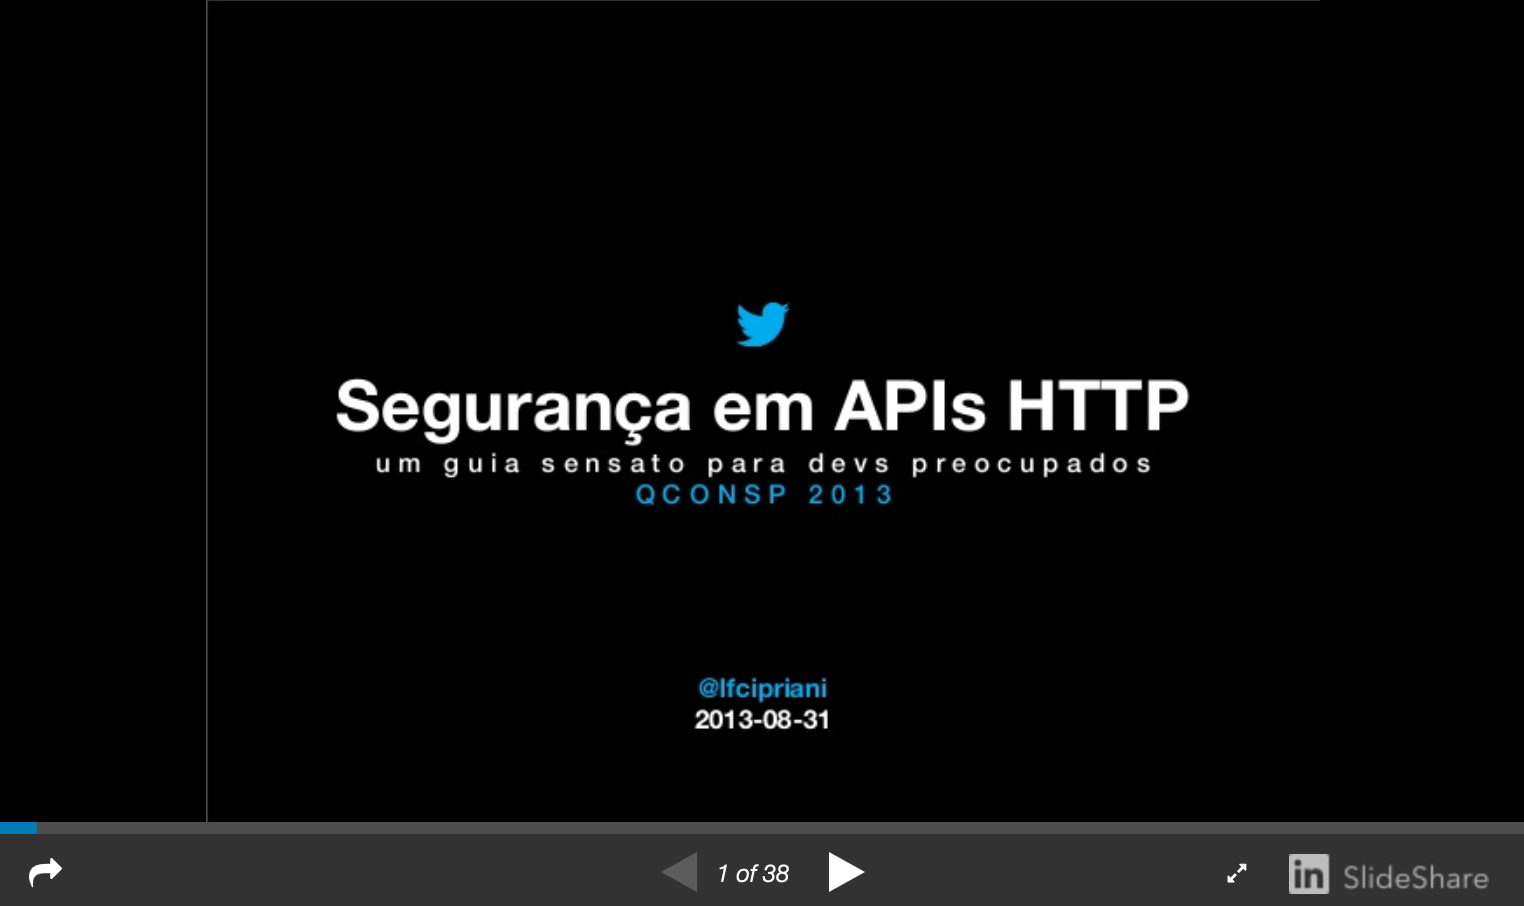 Segurança em APIs HTTP
um guia sensato para devs preocupados
QCONSP 2013
@lfcipriani
2013-08-31
1 of 38
in SlideShare